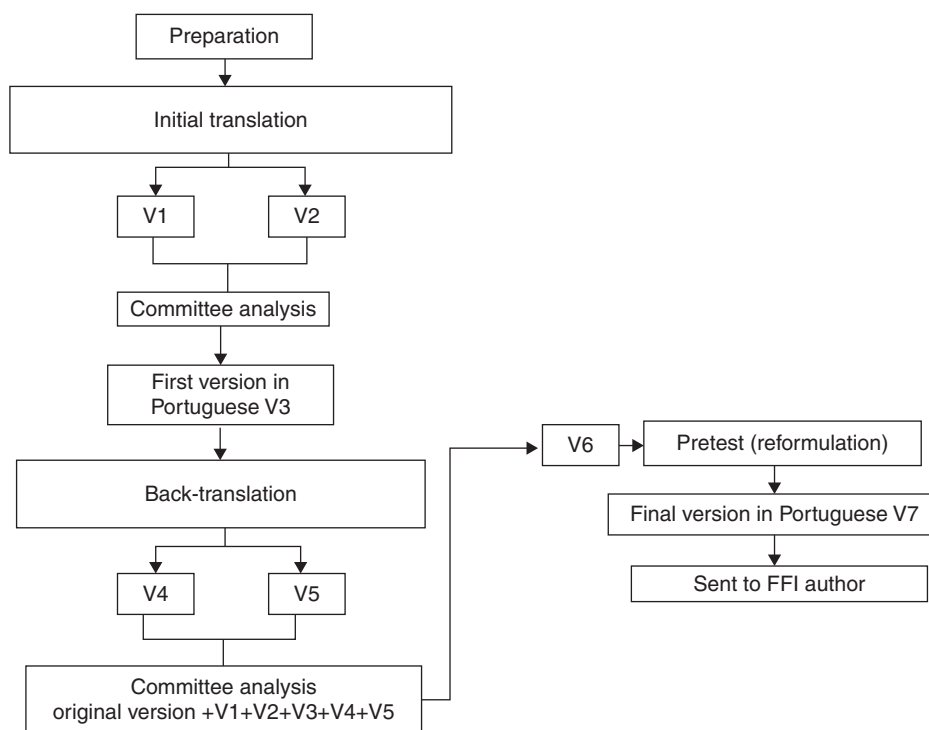 Preparation
Initial translation
V1
V2
Committee analysis
First version in
Portuguese V3
Back-translation
V4
V5
Committee analysis
original version +V1+V2+V3+V4+V5
V6
Pretest (reformulation)
Final version in Portuguese V7
Sent to FFI author